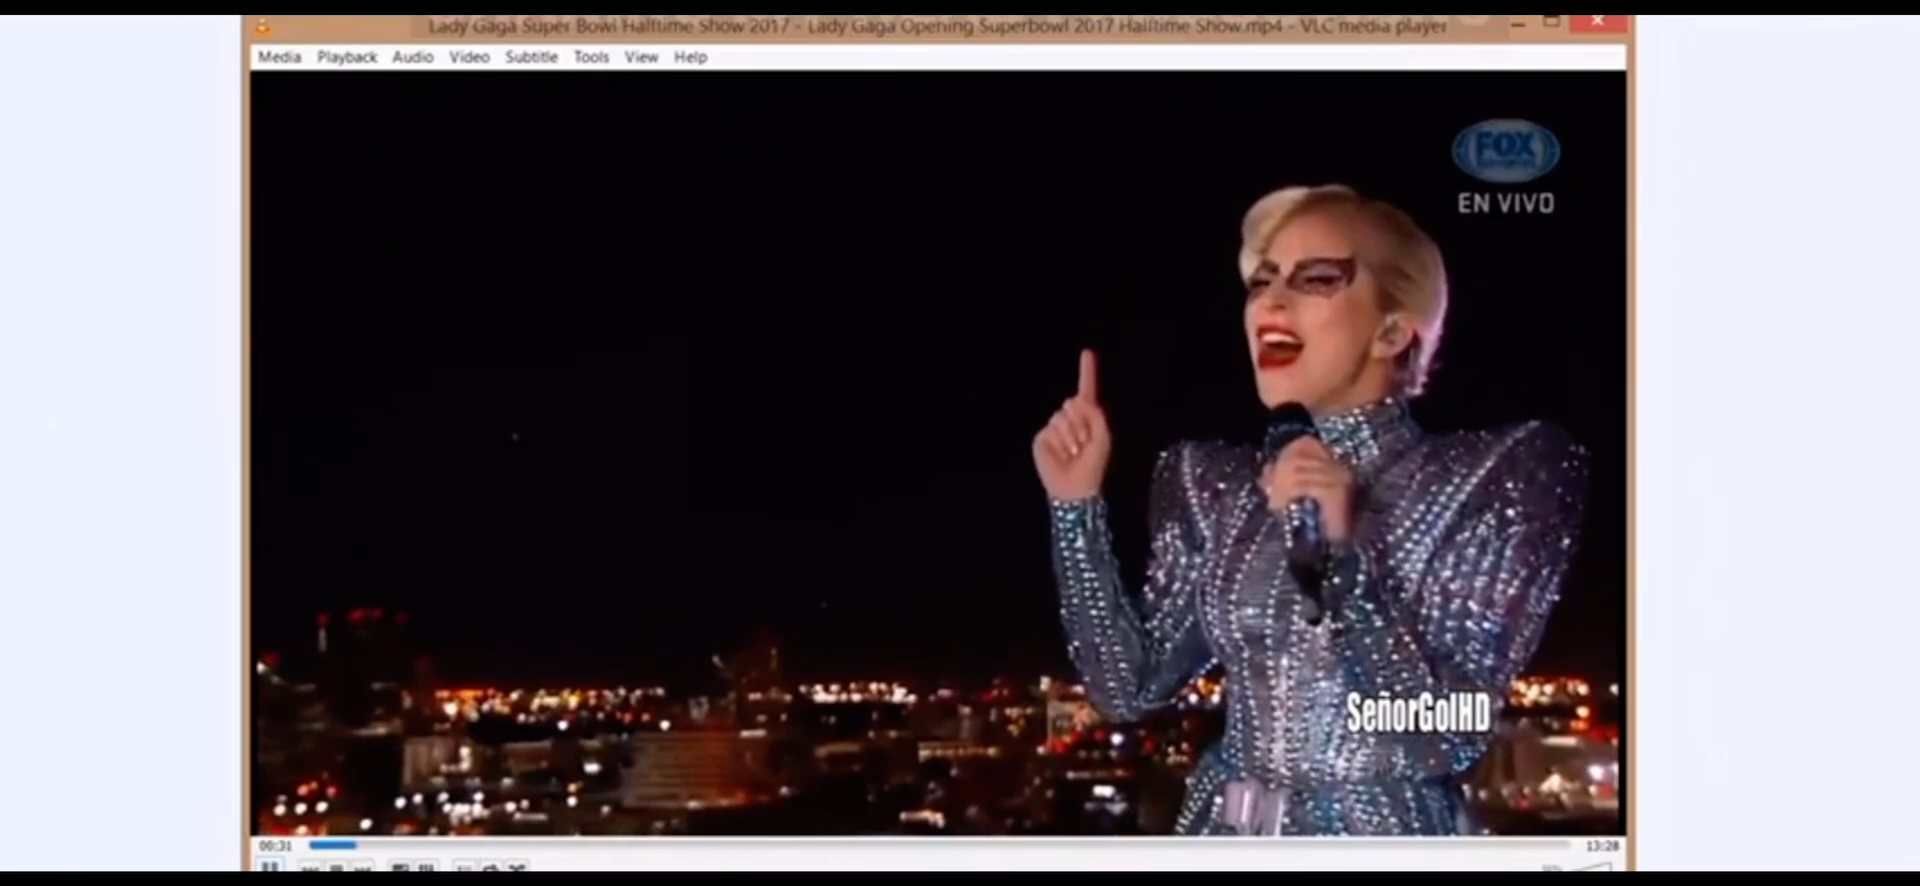 Lady Gaga Super Bowl Halftime Show 2017 - Lady Gaga Opening Superbowl 2017 Halftime Show.mp4 - VLC media player
Media Playback Audio Video Subtitle Tools View Help
FOX
EN VIVO
SeñorGolHD
00:31
13:28